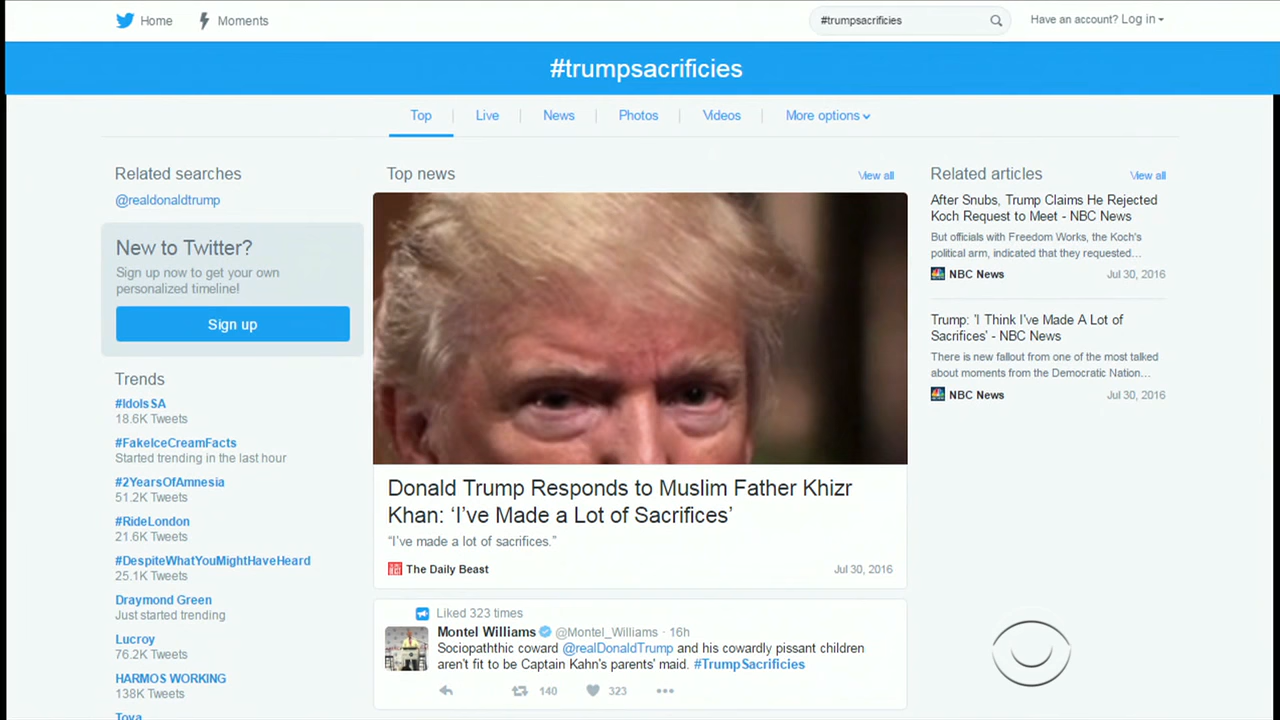 Home
Moments
#trumpsacrificies
Have an account? Log in
#trumpsacrificies
Top
Live
News
Photos
Videos
More options
Related searches
@realdonaldtrump
New to Twitter?
Sign up now to get your own
personalized timeline!
Sign up
Trends
#IdolsSA
18.6K Tweets
#FakeIceCreamFacts
Started trending in the last hour
#2YearsOfAmnesia
51.2K Tweets
#RideLondon
21.6K Tweets
#DespiteWhatYouMightHaveHeard
25.1K Tweets
Draymond Green
Just started trending
Lucroy
76.2K Tweets
HARMOS WORKING
138K Tweets
Toya
Top news
View all
Donald Trump Responds to Muslim Father Khizr
Khan: ‘I’ve Made a Lot of Sacrifices’
“I’ve made a lot of sacrifices.”
The Daily Beast
Jul 30, 2016
Liked 323 times
Montel Williams @Montel_Williams · 16h
Sociopaththic coward @realDonaldTrump and his cowardly pissant children
aren't fit to be Captain Kahn's parents' maid. #TrumpSacrificies
140
323
Related articles
View all
After Snubs, Trump Claims He Rejected
Koch Request to Meet - NBC News
But officials with Freedom Works, the Koch's
political arm, indicated that they requested...
NBC News
Jul 30, 2016
Trump: 'I Think I've Made A Lot of
Sacrifices' - NBC News
There is new fallout from one of the most talked
about moments from the Democratic Nation...
NBC News
Jul 30, 2016